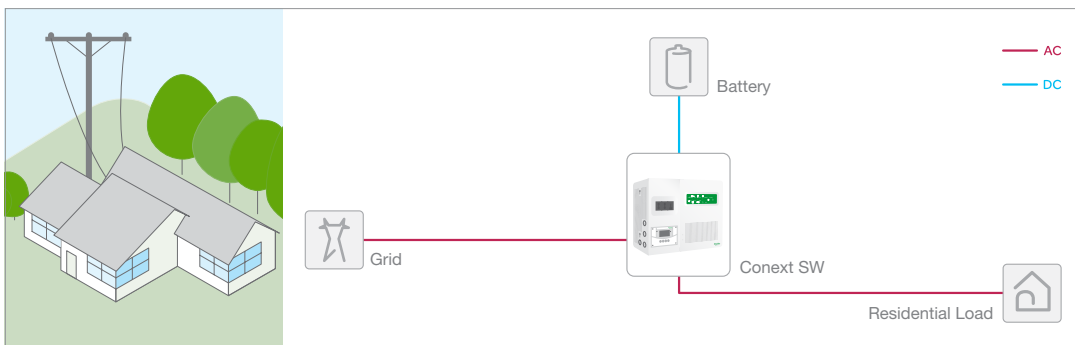 AC
Battery
DC
Grid
Conext SW
Residential Load